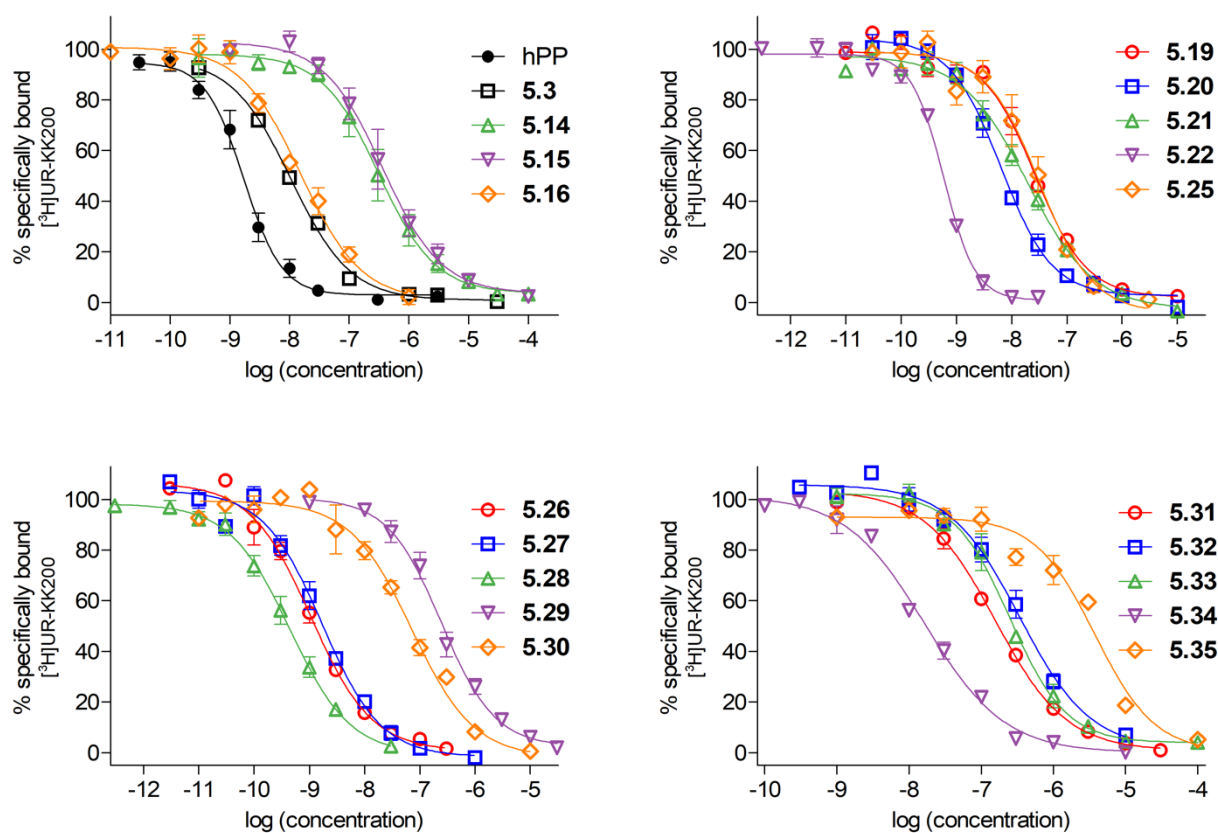 % specifically bound
[³H]UR-KK200
100
80
60
40
20
0
hPP
5.3
5.14
5.15
5.16
-11 -10 -9 -8 -7 -6 -5 -4
log (concentration)
% specifically bound
[³H]UR-KK200
100
80
60
40
20
0
5.19
5.20
5.21
5.22
5.25
-12 -11 -10 -9 -8 -7 -6 -5
log (concentration)
% specifically bound
[³H]UR-KK200
100
80
60
40
20
0
5.26
5.27
5.28
5.29
5.30
-12 -11 -10 -9 -8 -7 -6 -5
log (concentration)
% specifically bound
[³H]UR-KK200
100
80
60
40
20
0
5.31
5.32
5.33
5.34
5.35
-10 -9 -8 -7 -6 -5 -4
log (concentration)